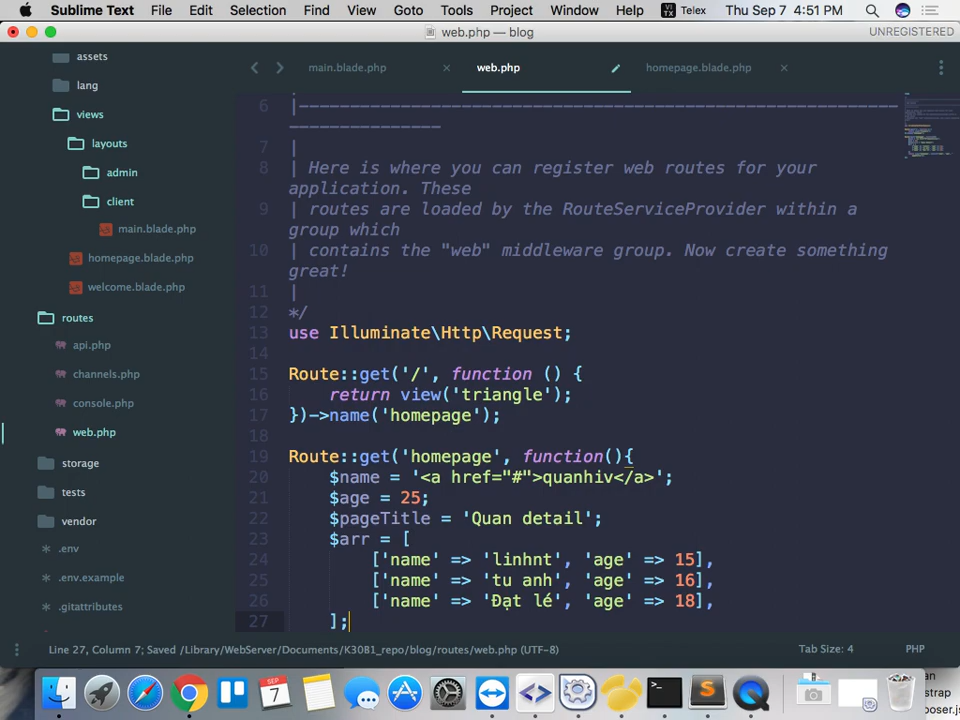 Sublime Text File Edit Selection Find View Goto Tools Project Window Help VI TX Telex Thu Sep 7 4:51 PM
web.php — blog UNREGISTERED
assets
lang
views
layouts
admin
client
main.blade.php
homepage.blade.php
welcome.blade.php
routes
api.php
channels.php
console.php
web.php
storage
tests
vendor
.env
.env.example
.gitattributes
main.blade.php × web.php homepage.blade.php ×
6 |--------------------------------------------------------------------------
7 |
8 | Here is where you can register web routes for your
application. These
9 | routes are loaded by the RouteServiceProvider within a
group which
10 | contains the "web" middleware group. Now create something
great!
11 |
12 */
13 use Illuminate\Http\Request;
14
15 Route::get('/', function () {
16 return view('triangle');
17 })->name('homepage');
18
19 Route::get('homepage', function(){
20 $name = '<a href="#">quanhiv</a>';
21 $age = 25;
22 $pageTitle = 'Quan detail';
23 $arr = [
24 ['name' => 'linhnt', 'age' => 15],
25 ['name' => 'tu anh', 'age' => 16],
26 ['name' => 'Đạt lé', 'age' => 18],
27 ];
Line 27, Column 7; Saved /Library/WebServer/Documents/K30B1_repo/blog/routes/web.php (UTF-8) Tab Size: 4 PHP
SEP
7
an
poser.js